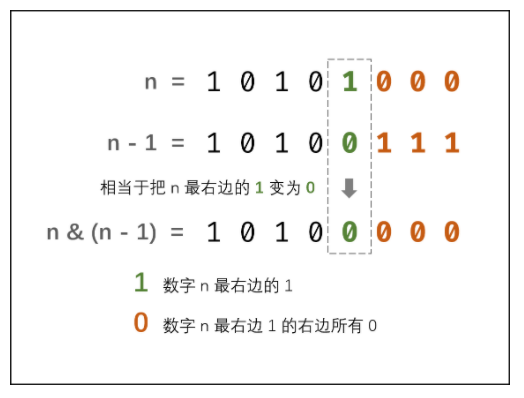 n = 1 0 1 0 1 0 0 0
n - 1 = 1 0 1 0 0 1 1 1
相当于把 n 最右边的 1 变为 0
n & (n - 1) = 1 0 1 0 0 0 0 0
1 数字 n 最右边的 1
0 数字 n 最右边 1 的右边所有 0